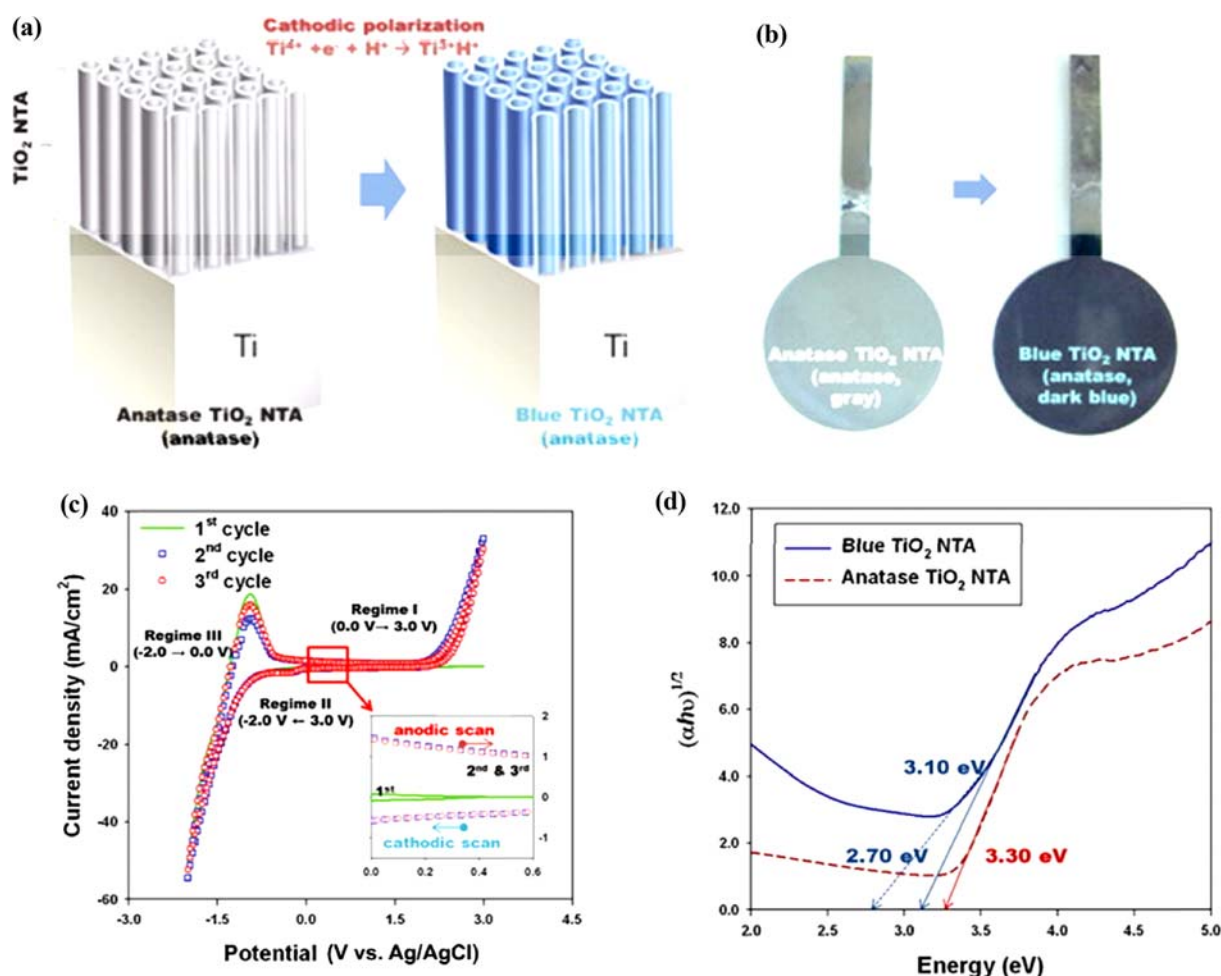 (a)
Cathodic polarization
Ti⁴⁺ +e⁻ + H⁺ → Ti³⁺H⁺
TiO₂ NTA
Ti
Ti
Anatase TiO₂ NTA
(anatase)
Blue TiO₂ NTA
(anatase)
(b)
Anatase TiO₂ NTA
(anatase,
gray)
Blue TiO₂ NTA
(anatase,
dark blue)
(c)
40
20
0
-20
-40
-60
Current density (mA/cm²)
1ˢᵗ cycle
2ⁿᵈ cycle
3ʳᵈ cycle
Regime I
(0.0 V→ 3.0 V)
Regime III
(-2.0 → 0.0 V)
Regime II
(-2.0 V ← 3.0 V)
anodic scan
2ⁿᵈ & 3ʳᵈ
1ˢᵗ
cathodic scan
2
1
0
-1
0.0 0.2 0.4 0.6
-3.0 -1.5 0.0 1.5 3.0 4.5
Potential (V vs. Ag/AgCl)
(d)
12.0
10.0
8.0
6.0
4.0
2.0
0.0
(αhυ)^1/2
Blue TiO₂ NTA
Anatase TiO₂ NTA
3.10 eV
2.70 eV
3.30 eV
2.0 2.5 3.0 3.5 4.0 4.5 5.0
Energy (eV)